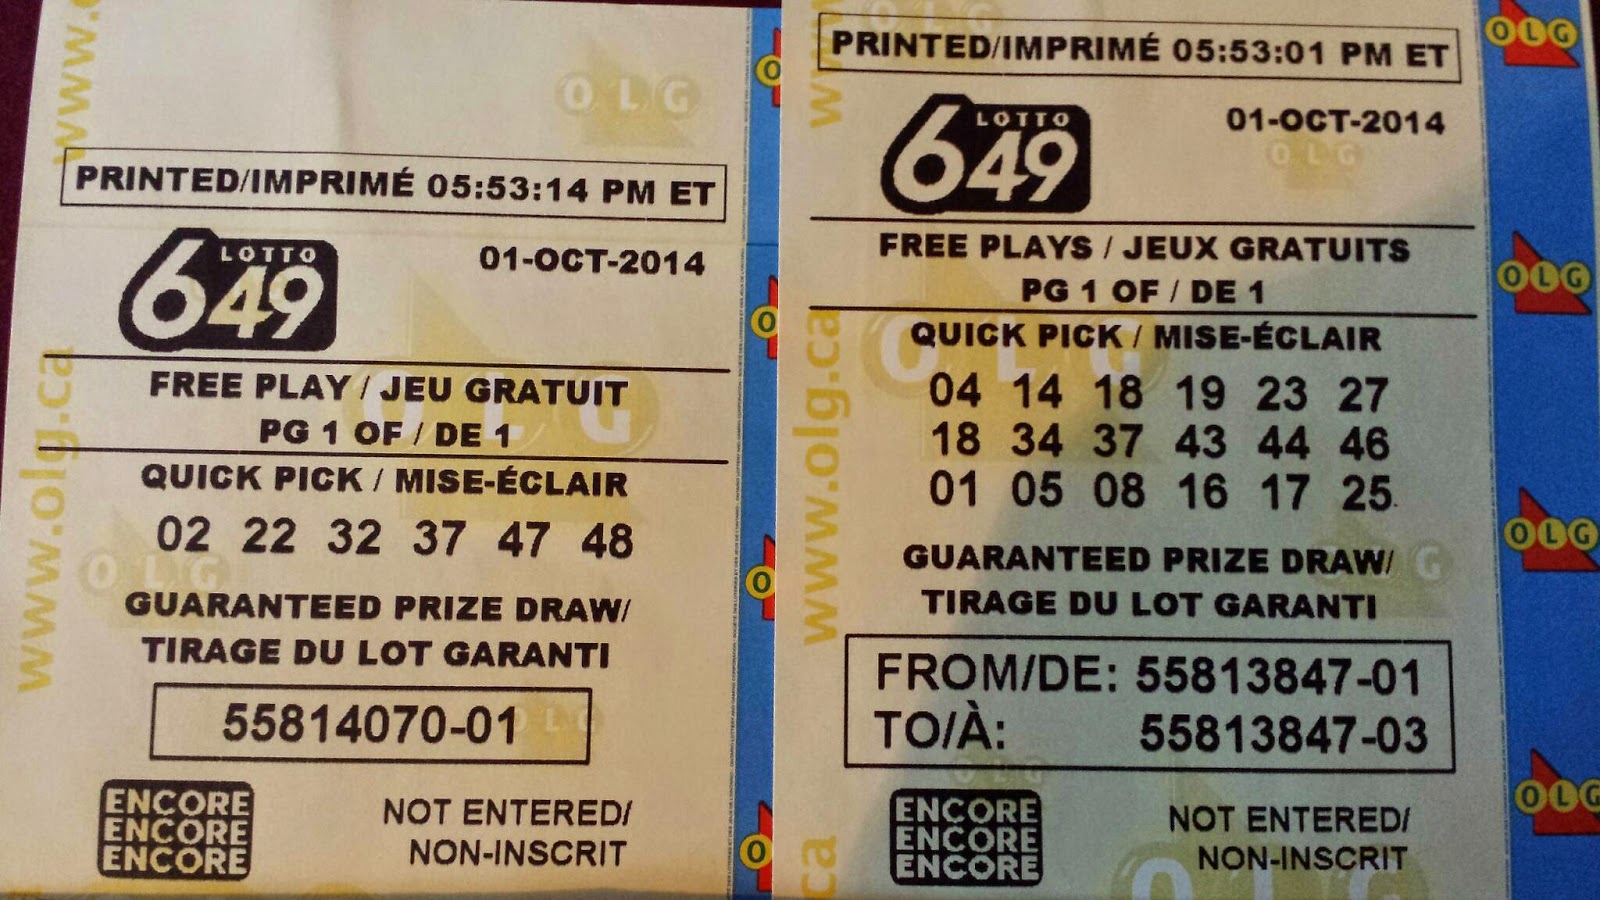 PRINTED/IMPRIMÉ 05:53:14 PM ET
LOTTO
649
01-OCT-2014
FREE PLAY / JEU GRATUIT
PG 1 OF / DE 1
QUICK PICK / MISE-ÉCLAIR
02 22 32 37 47 48
GUARANTEED PRIZE DRAW/
TIRAGE DU LOT GARANTI
55814070-01
ENCORE
ENCORE
ENCORE
NOT ENTERED/
NON-INSCRIT
www.olg.ca
OLG
PRINTED/IMPRIMÉ 05:53:01 PM ET
LOTTO
649
01-OCT-2014
FREE PLAYS / JEUX GRATUITS
PG 1 OF / DE 1
QUICK PICK / MISE-ÉCLAIR
04 14 18 19 23 27
18 34 37 43 44 46
01 05 08 16 17 25
GUARANTEED PRIZE DRAW/
TIRAGE DU LOT GARANTI
FROM/DE: 55813847-01
TO/À: 55813847-03
ENCORE
ENCORE
ENCORE
NOT ENTERED/
NON-INSCRIT
www.olg.ca
OLG
OLG
OLG
OLG